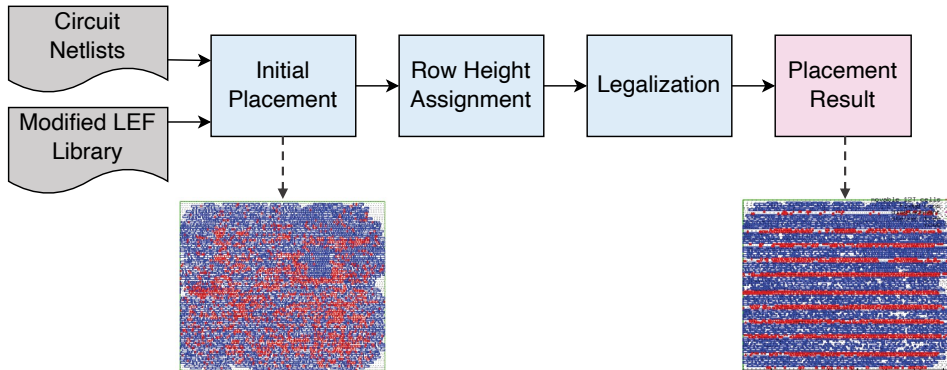 Circuit
Netlists
Modified LEF
Library
Initial
Placement
Row Height
Assignment
Legalization
Placement
Result